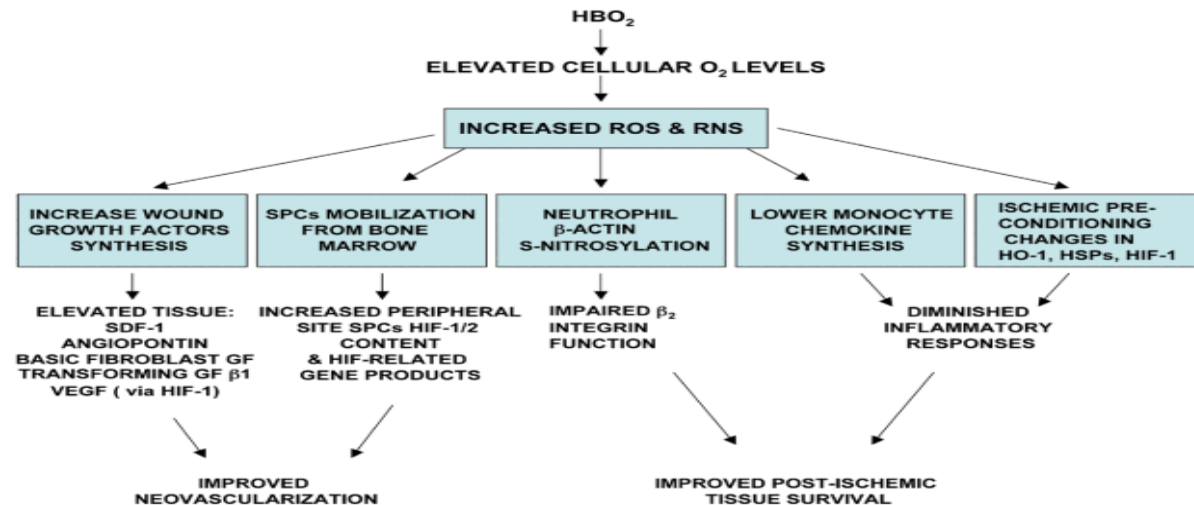 HBO₂
ELEVATED CELLULAR O₂ LEVELS
INCREASED ROS & RNS
INCREASE WOUND
GROWTH FACTORS
SYNTHESIS
SPCs MOBILIZATION
FROM BONE
MARROW
NEUTROPHIL
β-ACTIN
S-NITROSYLATION
LOWER MONOCYTE
CHEMOKINE
SYNTHESIS
ISCHEMIC PRE-
CONDITIONING
CHANGES IN
HO-1, HSPs, HIF-1
ELEVATED TISSUE:
SDF-1
ANGIOPONTIN
BASIC FIBROBLAST GF
TRANSFORMING GF β1
VEGF ( via HIF-1)
INCREASED PERIPHERAL
SITE SPCs HIF-1/2
CONTENT
& HIF-RELATED
GENE PRODUCTS
IMPAIRED β₂
INTEGRIN
FUNCTION
DIMINISHED
INFLAMMATORY
RESPONSES
IMPROVED
NEOVASCULARIZATION
IMPROVED POST-ISCHEMIC
TISSUE SURVIVAL